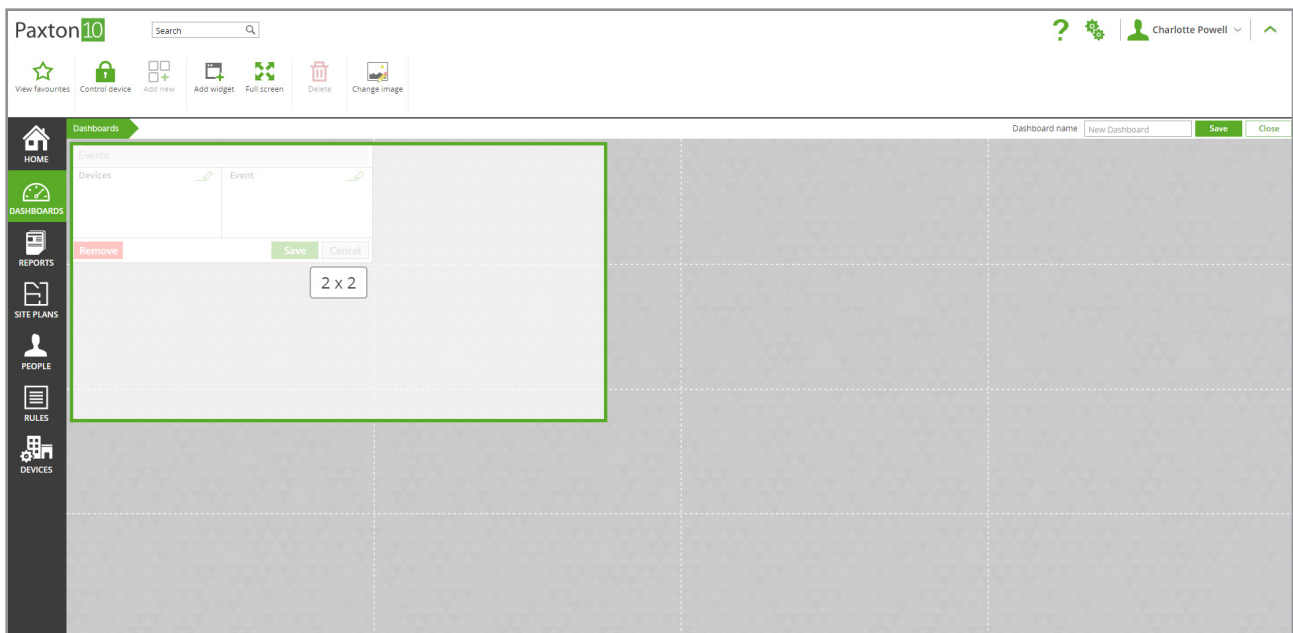 Paxton10
Search
Charlotte Powell
View favourites Control device Add new Add widget Full screen Delete Change image
Dashboards
Dashboard name New Dashboard Save Close
HOME
DASHBOARDS
REPORTS
SITE PLANS
PEOPLE
RULES
DEVICES
Events
Devices Event
Remove Save Cancel
2 x 2